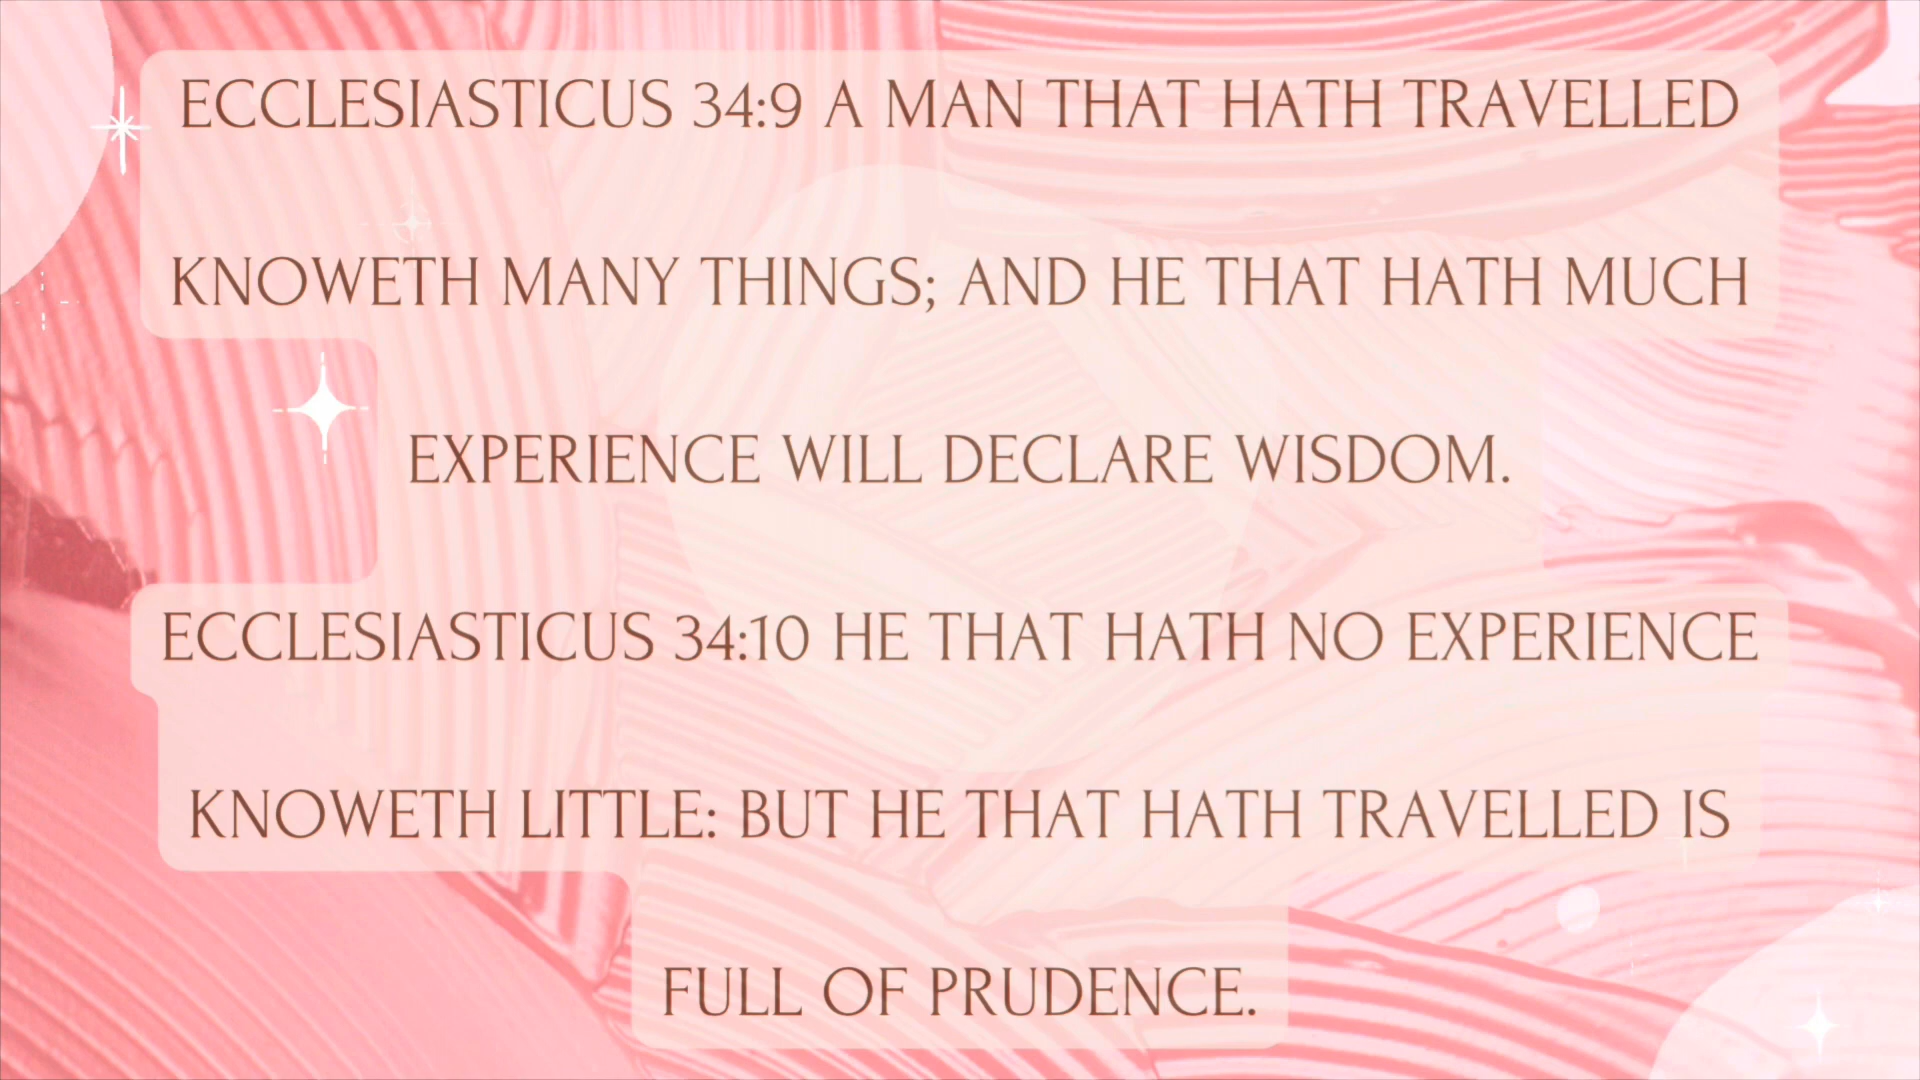 ECCLESIASTICUS 34:9 A MAN THAT HATH TRAVELLED
KNOWETH MANY THINGS; AND HE THAT HATH MUCH
EXPERIENCE WILL DECLARE WISDOM.
ECCLESIASTICUS 34:10 HE THAT HATH NO EXPERIENCE
KNOWETH LITTLE: BUT HE THAT HATH TRAVELLED IS
FULL OF PRUDENCE.